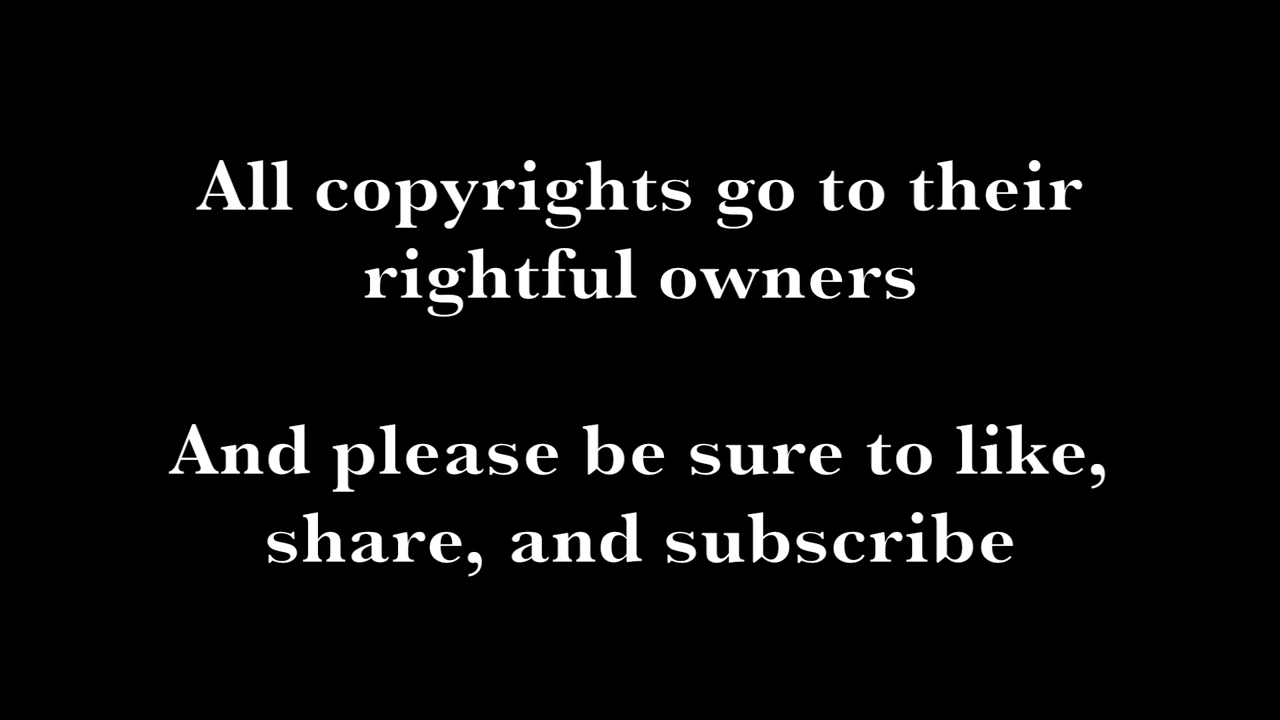 All copyrights go to their
rightful owners
And please be sure to like,
share, and subscribe